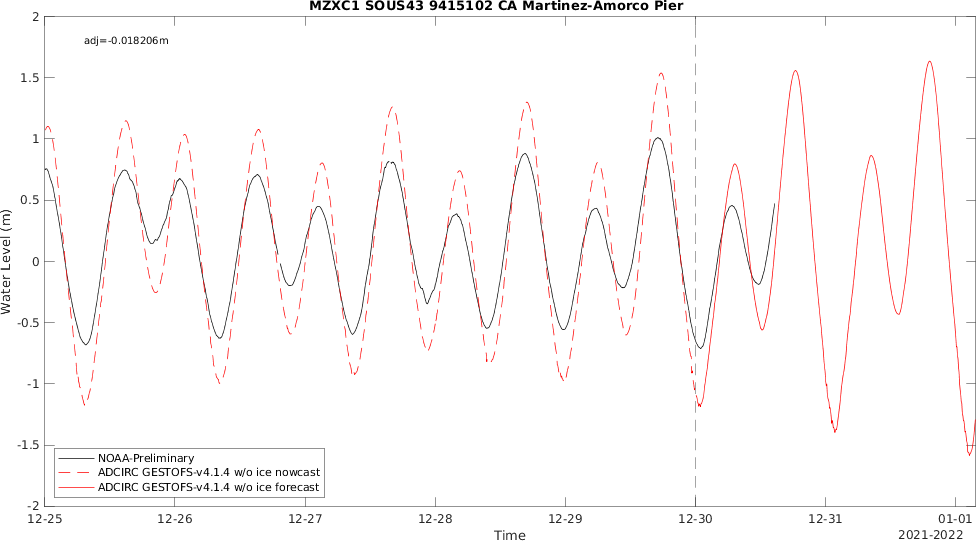 MZXC1 SOUS43 9415102 CA Martinez-Amorco Pier
adj=-0.018206m
2
1.5
1
0.5
0
-0.5
-1
-1.5
-2
Water Level (m)
NOAA-Preliminary
ADCIRC GESTOFS-v4.1.4 w/o ice nowcast
ADCIRC GESTOFS-v4.1.4 w/o ice forecast
12-25 12-26 12-27 12-28 12-29 12-30 12-31 01-01
Time
2021-2022